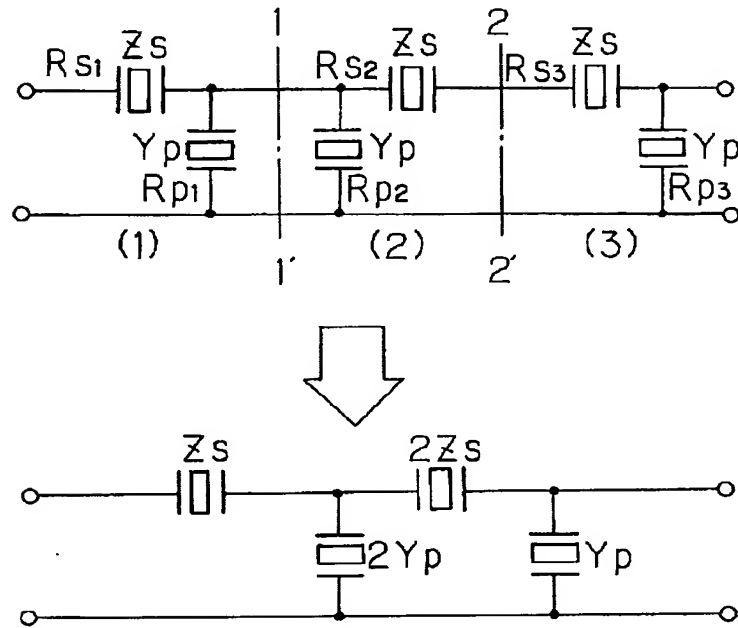 1 2
Rs1 Zs Rs2 Zs Rs3 Zs
Yp Yp Yp
Rp1 Rp2 Rp3
(1) (2) (3)
1' 2'
Zs 2Zs
2Yp Yp